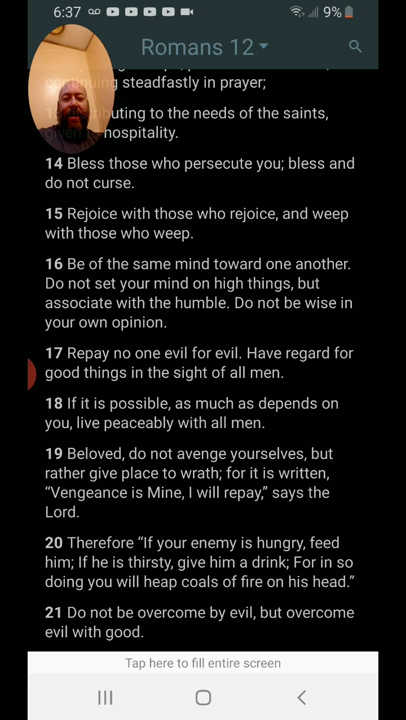 6:37 9%
Romans 12
continuing steadfastly in prayer;
to the needs of the saints,
hospitality.
14 Bless those who persecute you; bless and
do not curse.
15 Rejoice with those who rejoice, and weep
with those who weep.
16 Be of the same mind toward one another.
Do not set your mind on high things, but
associate with the humble. Do not be wise in
your own opinion.
17 Repay no one evil for evil. Have regard for
good things in the sight of all men.
18 If it is possible, as much as depends on
you, live peaceably with all men.
19 Beloved, do not avenge yourselves, but
rather give place to wrath; for it is written,
“Vengeance is Mine, I will repay,” says the
Lord.
20 Therefore “If your enemy is hungry, feed
him; If he is thirsty, give him a drink; For in so
doing you will heap coals of fire on his head.”
21 Do not be overcome by evil, but overcome
evil with good.
Tap here to fill entire screen